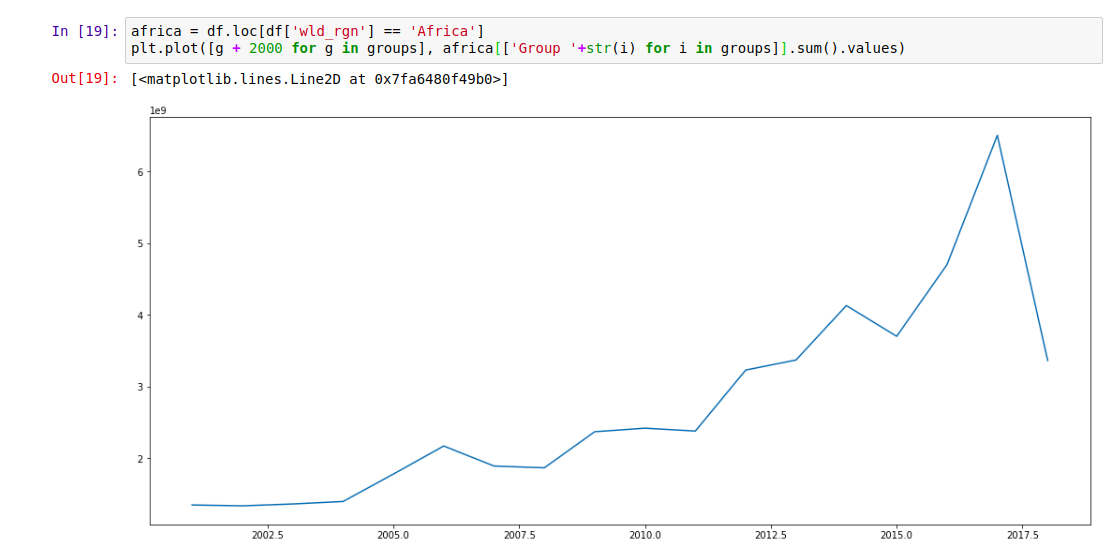 In [19]: africa = df.loc[df['wld_rgn'] == 'Africa']
plt.plot([g + 2000 for g in groups], africa[['Group '+str(i) for i in groups]].sum().values)
Out[19]: [<matplotlib.lines.Line2D at 0x7fa6480f49b0>]
1e9
6
5
4
3
2
2002.5 2005.0 2007.5 2010.0 2012.5 2015.0 2017.5